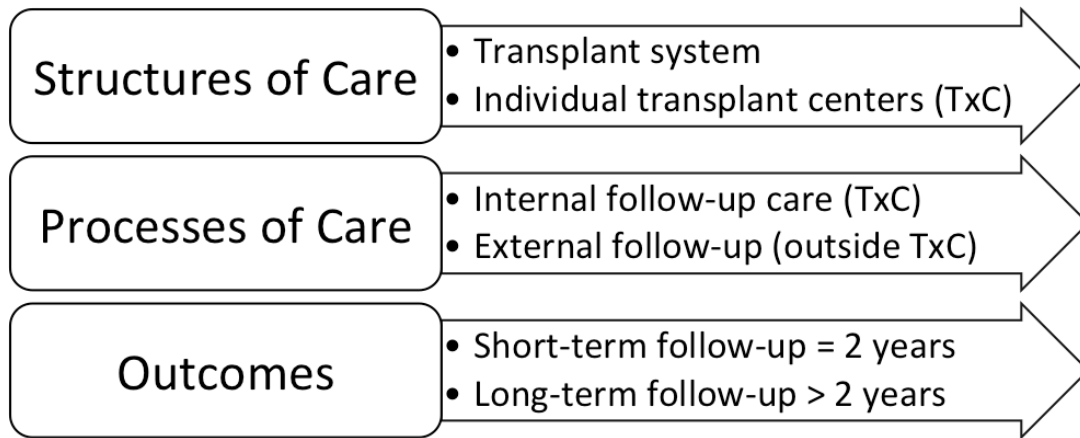 Structures of Care
• Transplant system
• Individual transplant centers (TxC)
Processes of Care
• Internal follow-up care (TxC)
• External follow-up (outside TxC)
Outcomes
• Short-term follow-up = 2 years
• Long-term follow-up > 2 years